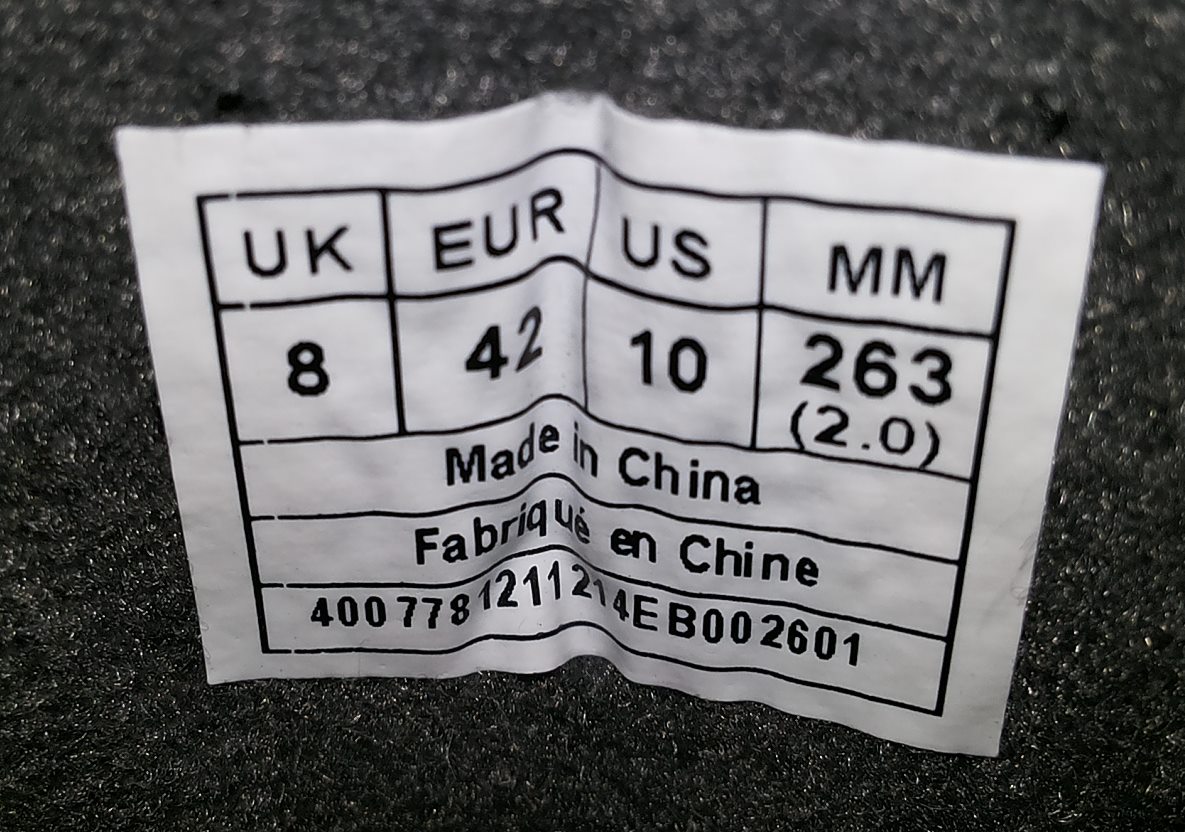 UK EUR US MM
8 42 10 263
(2.0)
Made in China
Fabriqué en Chine
4007781211214EB002601